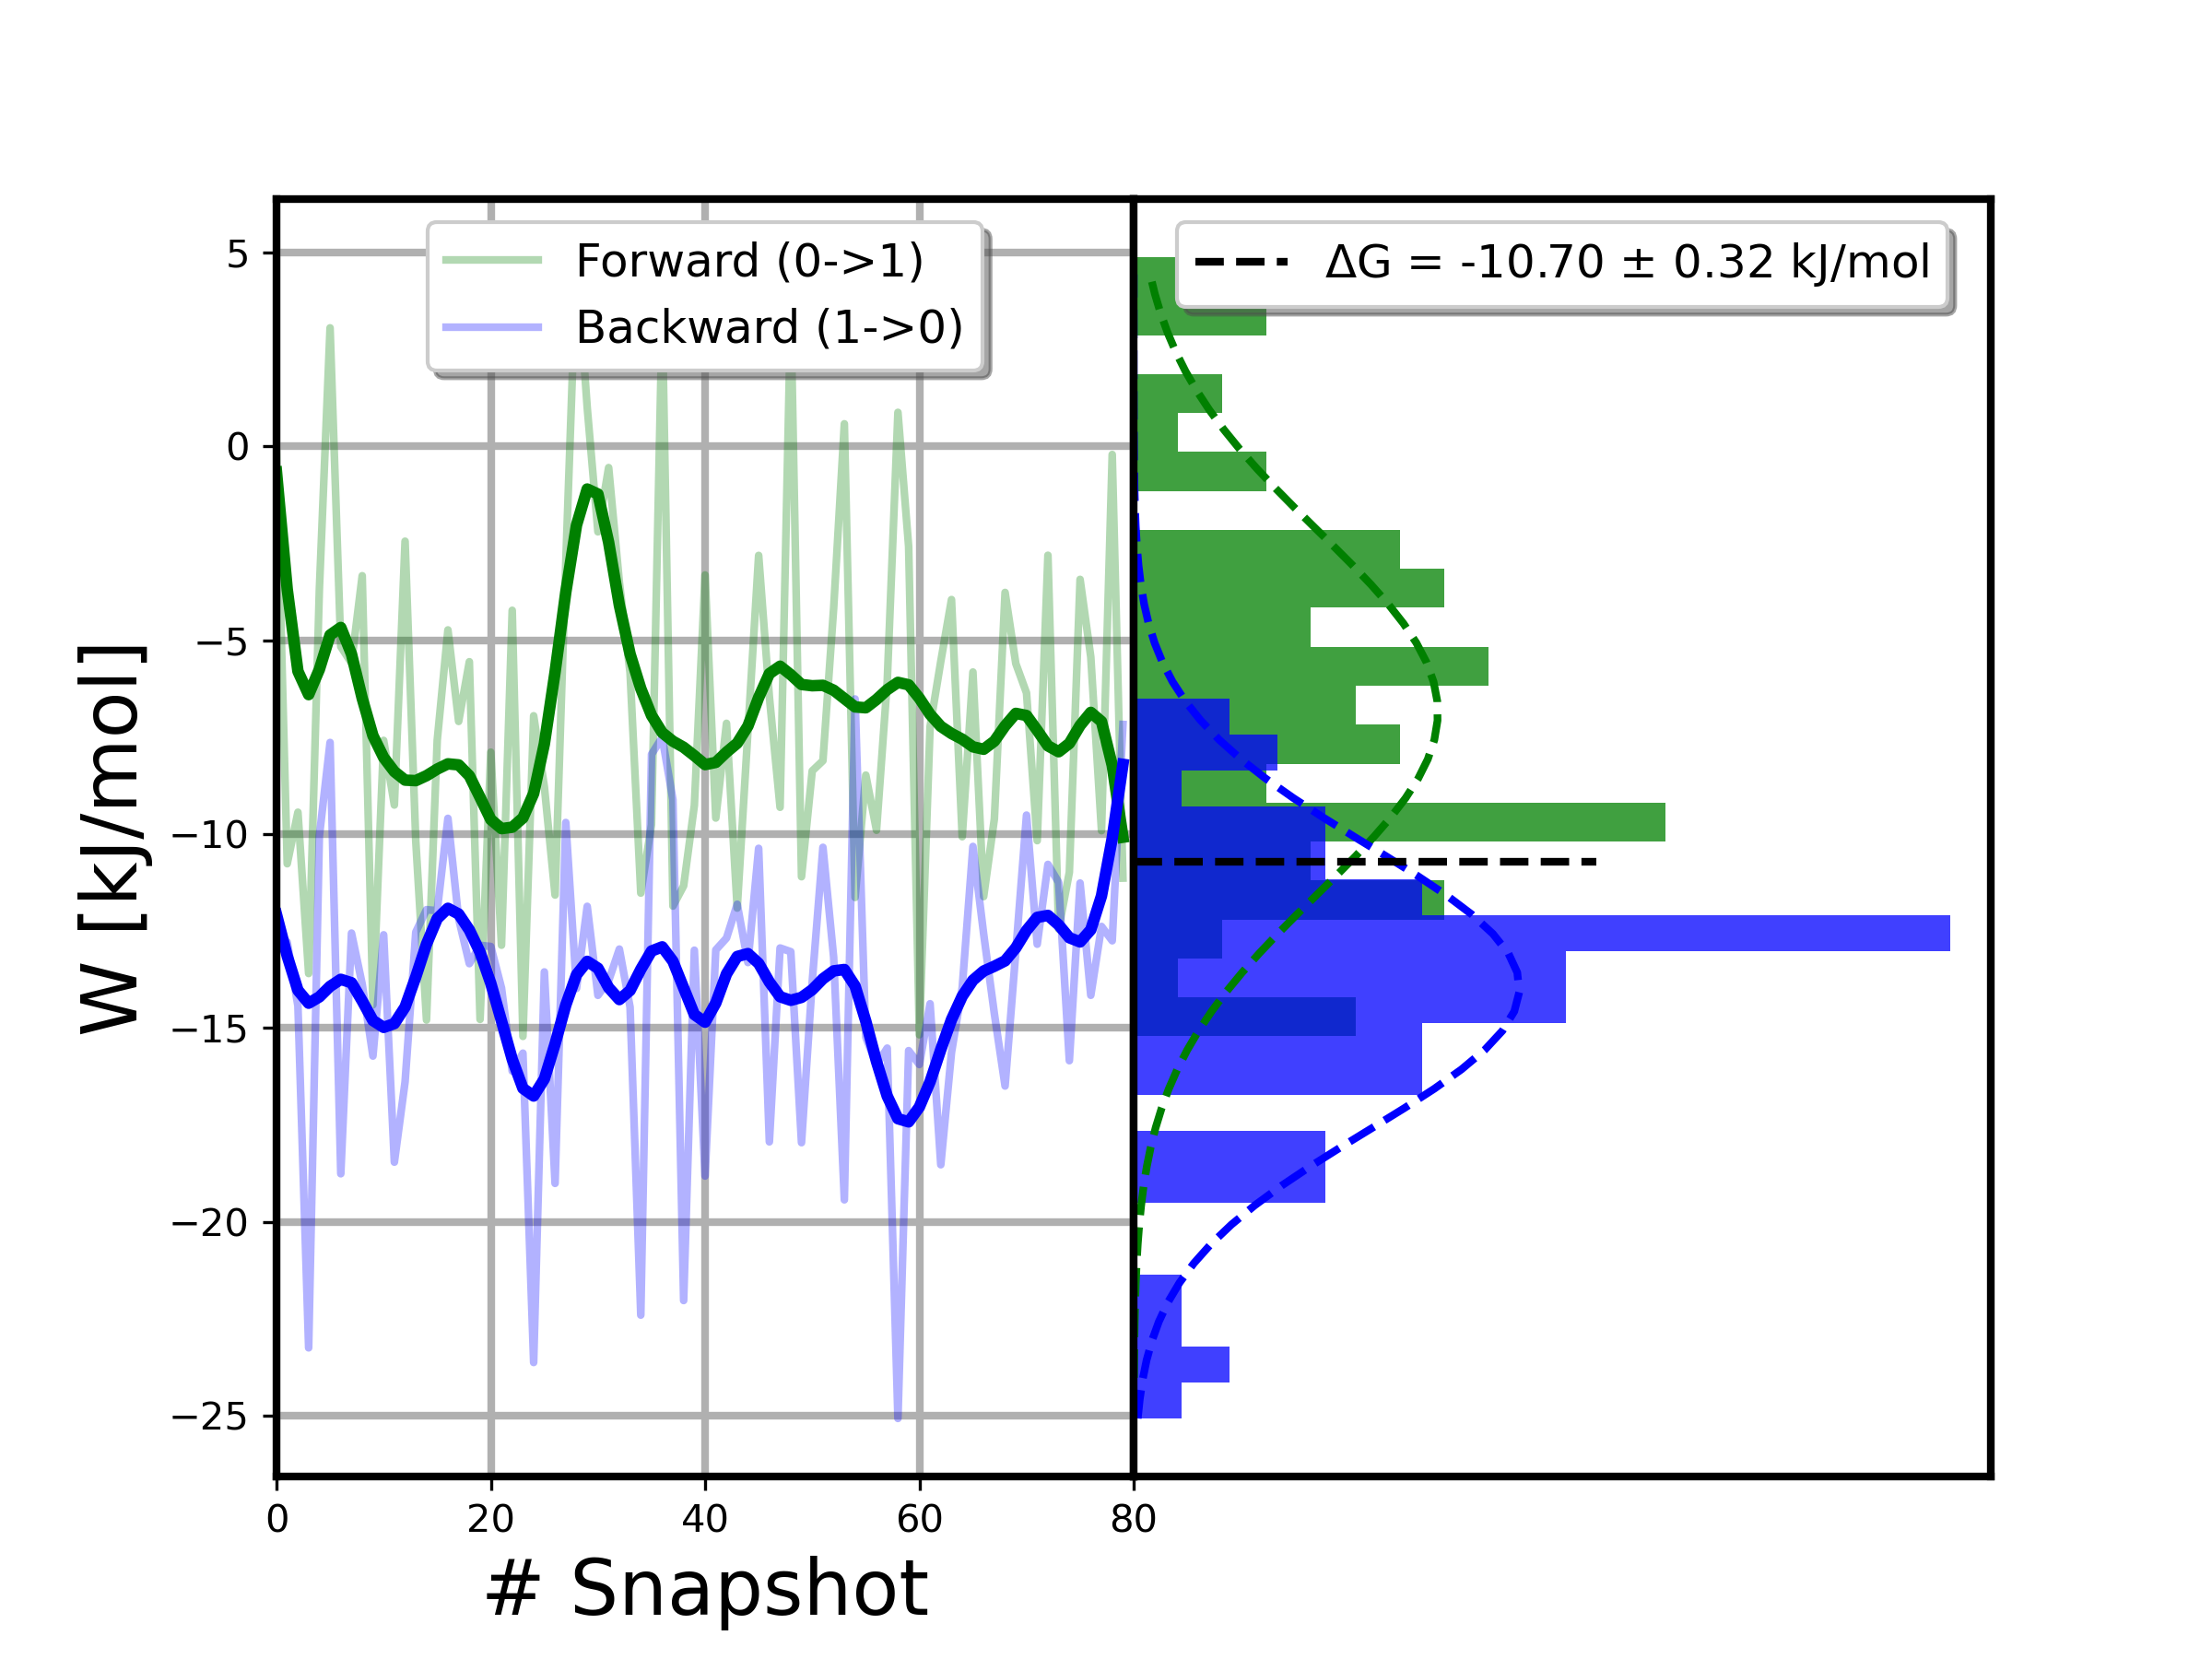 Forward (0->1)
Backward (1->0)
ΔG = -10.70 ± 0.32 kJ/mol
5
0
−5
−10
−15
−20
−25
W [kJ/mol]
0 20 40 60 80
# Snapshot